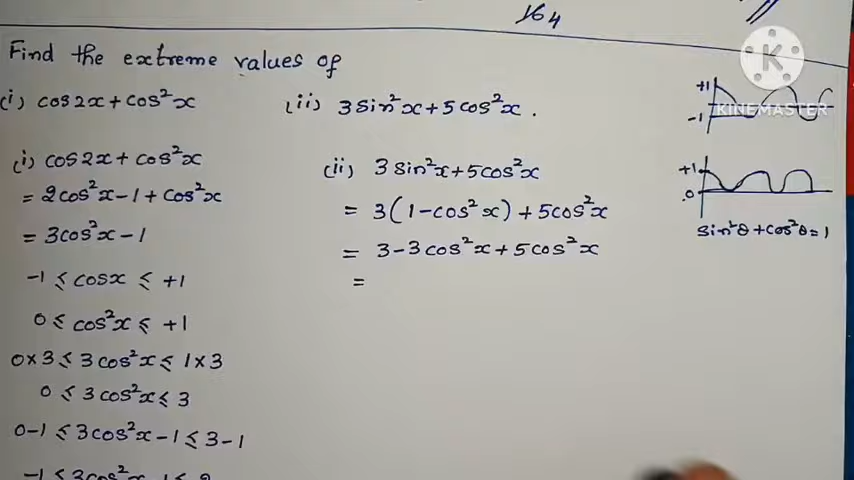 164
Find the extreme values of
(i) cos2x + cos²x (ii) 3sin²x + 5cos²x.
(i) cos2x + cos²x
= 2cos²x - 1 + cos²x
= 3cos²x - 1
-1 ≤ cosx ≤ +1
0 ≤ cos²x ≤ +1
0×3 ≤ 3cos²x ≤ 1×3
0 ≤ 3cos²x ≤ 3
0-1 ≤ 3cos²x - 1 ≤ 3-1
(ii) 3sin²x + 5cos²x
= 3(1-cos²x) + 5cos²x
= 3-3cos²x + 5cos²x
=
+1
-1
KINEMASTER
+1
0
sin²θ + cos²θ = 1